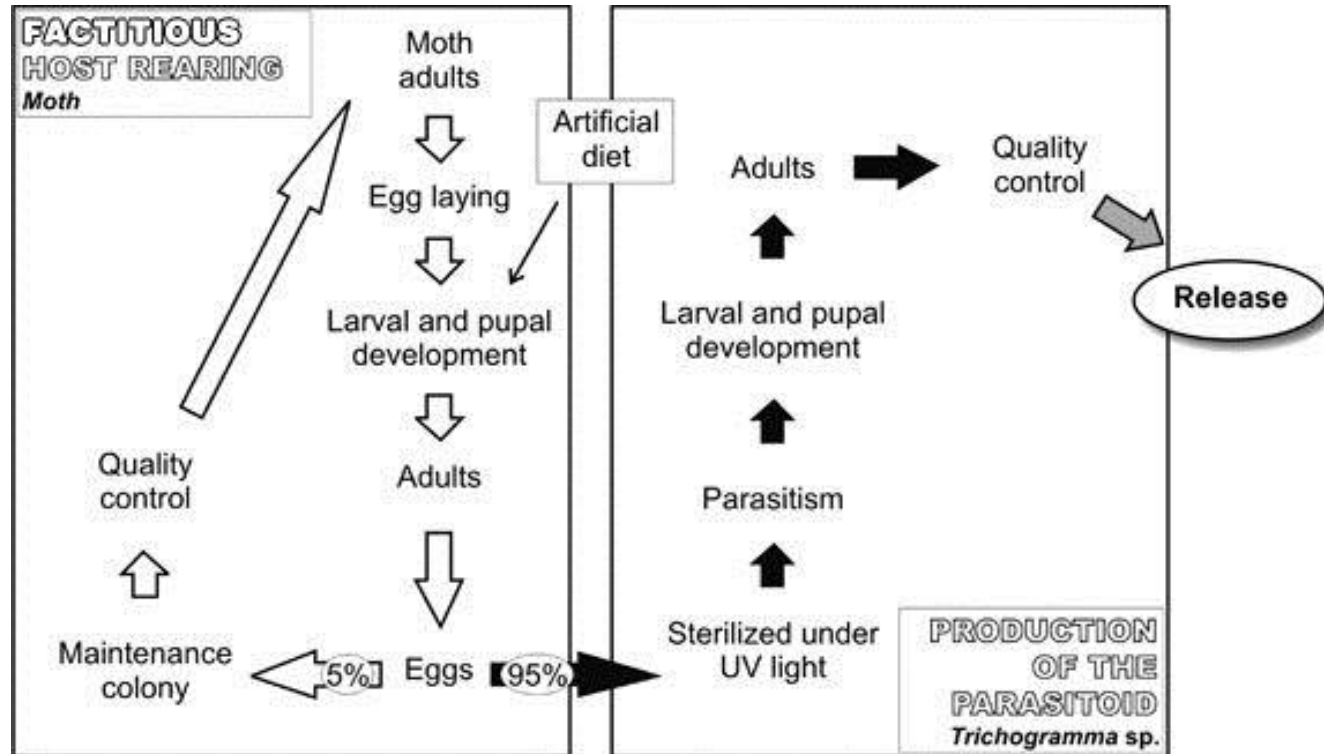 FACTITIOUS
HOST REARING
Moth
Moth
adults
Egg laying
Artificial
diet
Larval and pupal
development
Adults
Quality
control
Maintenance
colony
5%
Eggs
95%
Adults
Quality
control
Release
Larval and pupal
development
Parasitism
Sterilized under
UV light
PRODUCTION
OF THE
PARASITOID
Trichogramma sp.